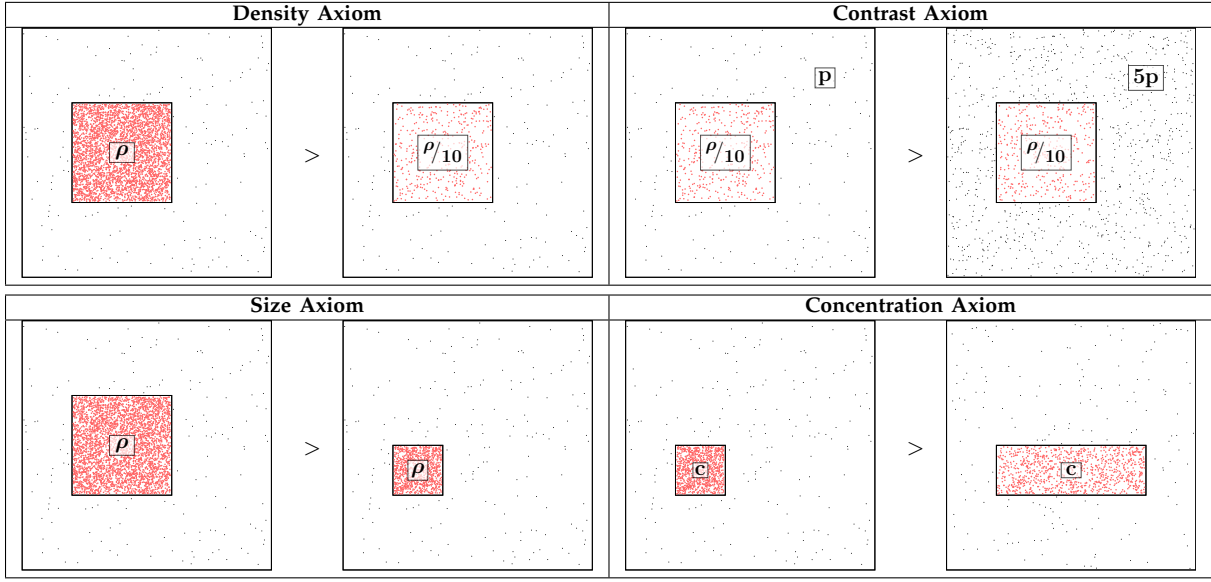 Density Axiom
Contrast Axiom
ρ
>
ρ/10
ρ/10
p
>
ρ/10
5p
Size Axiom
Concentration Axiom
ρ
>
ρ
c
>
c